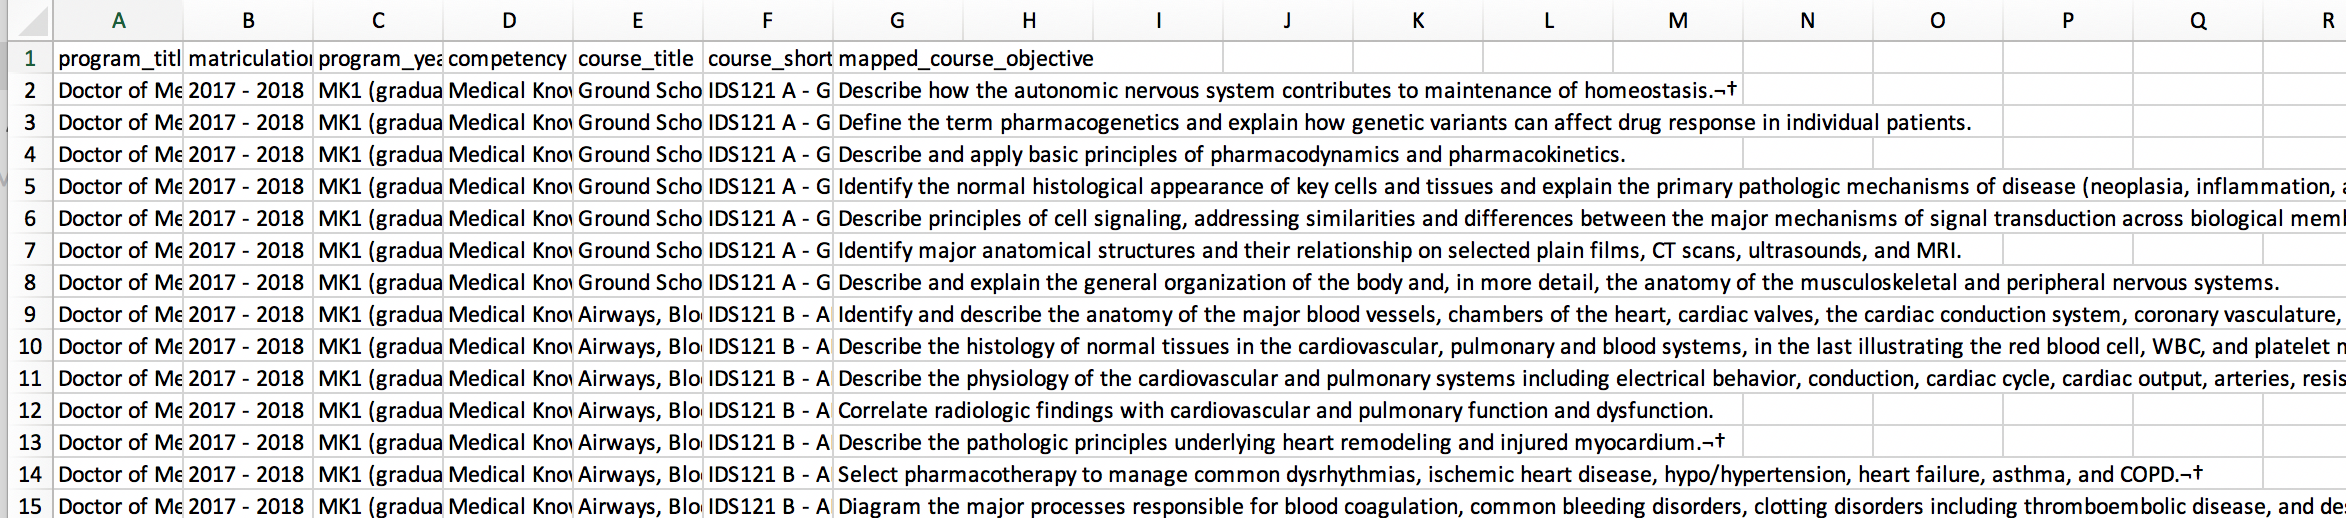 A B C D E F G H I J K L M N O P Q R
1 program_titl matriculation program_yea competency course_title course_short mapped_course_objective
2 Doctor of Me 2017 - 2018 MK1 (gradua Medical Know Ground Scho IDS121 A - G Describe how the autonomic nervous system contributes to maintenance of homeostasis.¬†
3 Doctor of Me 2017 - 2018 MK1 (gradua Medical Know Ground Scho IDS121 A - G Define the term pharmacogenetics and explain how genetic variants can affect drug response in individual patients.
4 Doctor of Me 2017 - 2018 MK1 (gradua Medical Know Ground Scho IDS121 A - G Describe and apply basic principles of pharmacodynamics and pharmacokinetics.
5 Doctor of Me 2017 - 2018 MK1 (gradua Medical Know Ground Scho IDS121 A - G Identify the normal histological appearance of key cells and tissues and explain the primary pathologic mechanisms of disease (neoplasia, inflammation, a
6 Doctor of Me 2017 - 2018 MK1 (gradua Medical Know Ground Scho IDS121 A - G Describe principles of cell signaling, addressing similarities and differences between the major mechanisms of signal transduction across biological memb
7 Doctor of Me 2017 - 2018 MK1 (gradua Medical Know Ground Scho IDS121 A - G Identify major anatomical structures and their relationship on selected plain films, CT scans, ultrasounds, and MRI.
8 Doctor of Me 2017 - 2018 MK1 (gradua Medical Know Ground Scho IDS121 A - G Describe and explain the general organization of the body and, in more detail, the anatomy of the musculoskeletal and peripheral nervous systems.
9 Doctor of Me 2017 - 2018 MK1 (gradua Medical Know Airways, Blo IDS121 B - A Identify and describe the anatomy of the major blood vessels, chambers of the heart, cardiac valves, the cardiac conduction system, coronary vasculature,
10 Doctor of Me 2017 - 2018 MK1 (gradua Medical Know Airways, Blo IDS121 B - A Describe the histology of normal tissues in the cardiovascular, pulmonary and blood systems, in the last illustrating the red blood cell, WBC, and platelet m
11 Doctor of Me 2017 - 2018 MK1 (gradua Medical Know Airways, Blo IDS121 B - A Describe the physiology of the cardiovascular and pulmonary systems including electrical behavior, conduction, cardiac cycle, cardiac output, arteries, resis
12 Doctor of Me 2017 - 2018 MK1 (gradua Medical Know Airways, Blo IDS121 B - A Correlate radiologic findings with cardiovascular and pulmonary function and dysfunction.
13 Doctor of Me 2017 - 2018 MK1 (gradua Medical Know Airways, Blo IDS121 B - A Describe the pathologic principles underlying heart remodeling and injured myocardium.¬†
14 Doctor of Me 2017 - 2018 MK1 (gradua Medical Know Airways, Blo IDS121 B - A Select pharmacotherapy to manage common dysrhythmias, ischemic heart disease, hypo/hypertension, heart failure, asthma, and COPD.¬†
15 Doctor of Me 2017 - 2018 MK1 (gradua Medical Know Airways, Blo IDS121 B - A Diagram the major processes responsible for blood coagulation, common bleeding disorders, clotting disorders including thromboembolic disease, and de